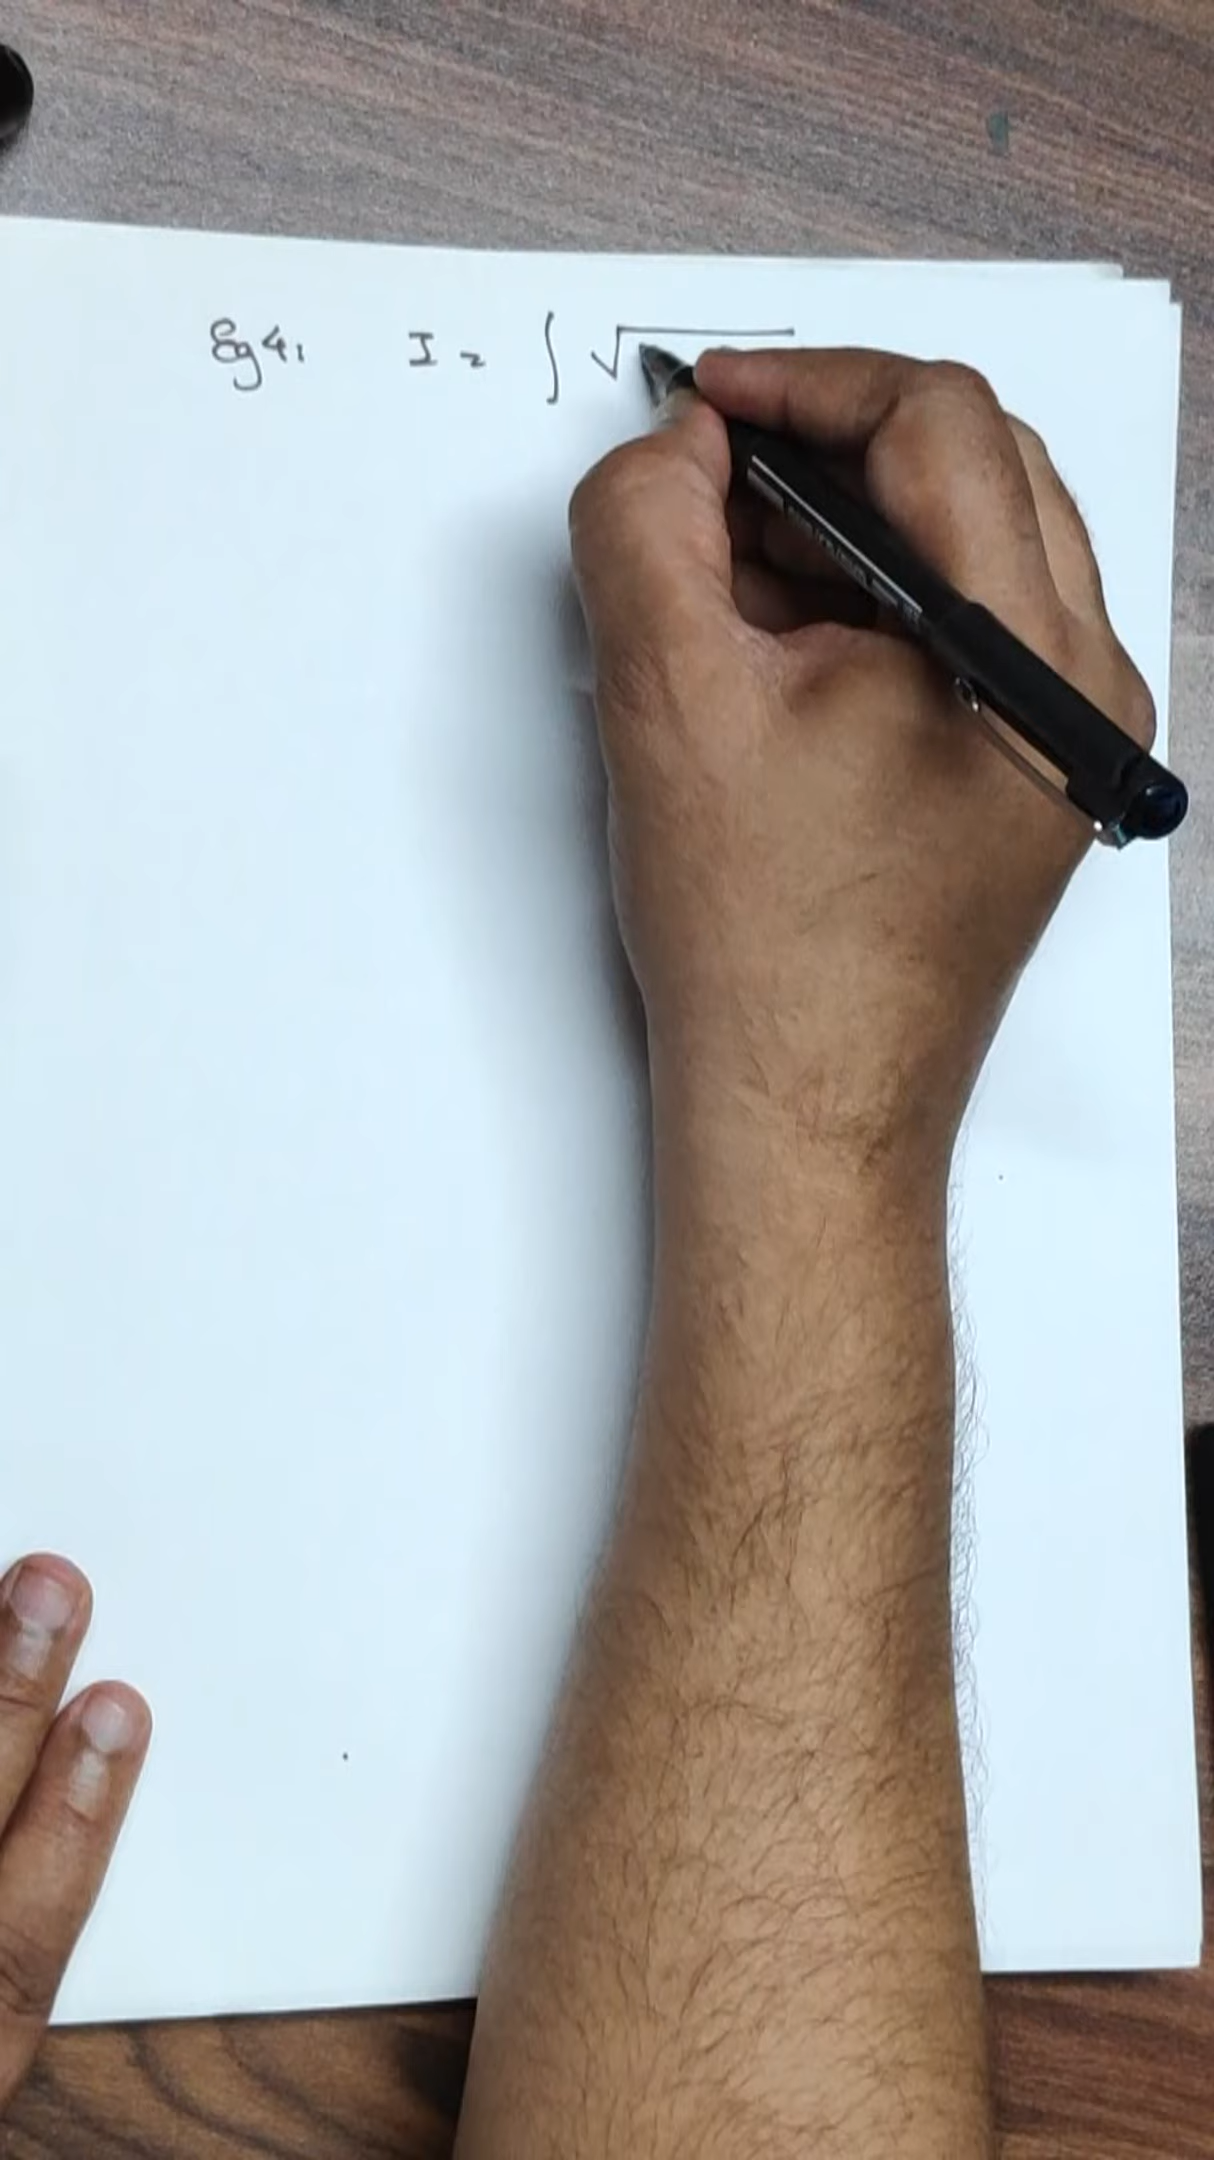 Eg 4. I = ∫ √